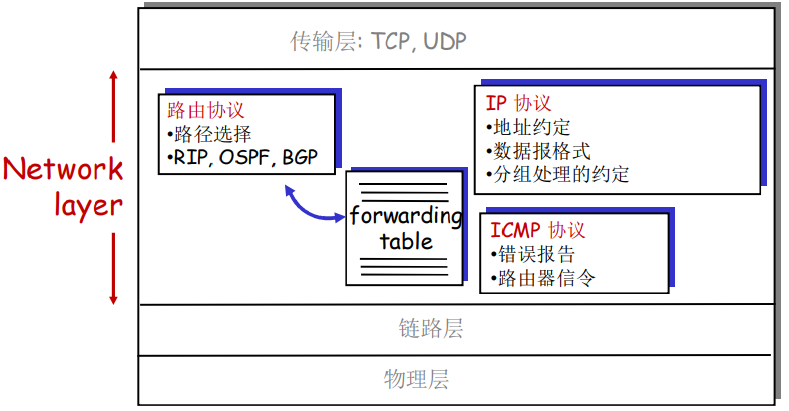 传输层: TCP, UDP
Network
layer
路由协议
•路径选择
•RIP, OSPF, BGP
forwarding
table
IP 协议
•地址约定
•数据报格式
•分组处理的约定
ICMP 协议
•错误报告
•路由器信令
链路层
物理层